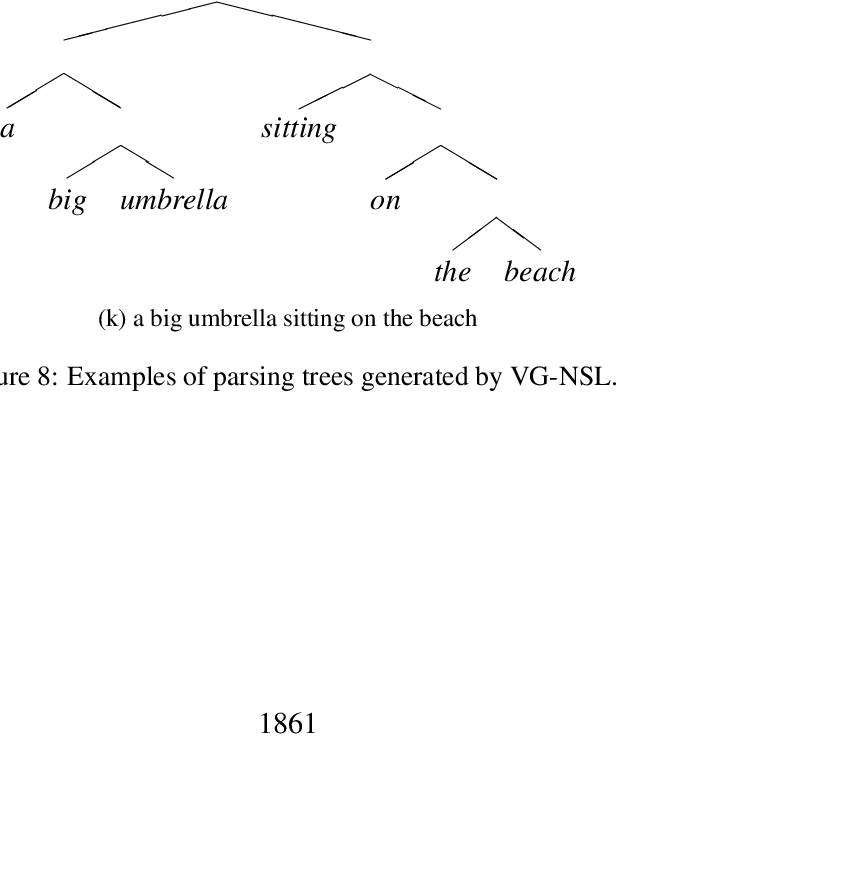 a
sitting
big umbrella
on
the beach
(k) a big umbrella sitting on the beach
ure 8: Examples of parsing trees generated by VG-NSL.
1861